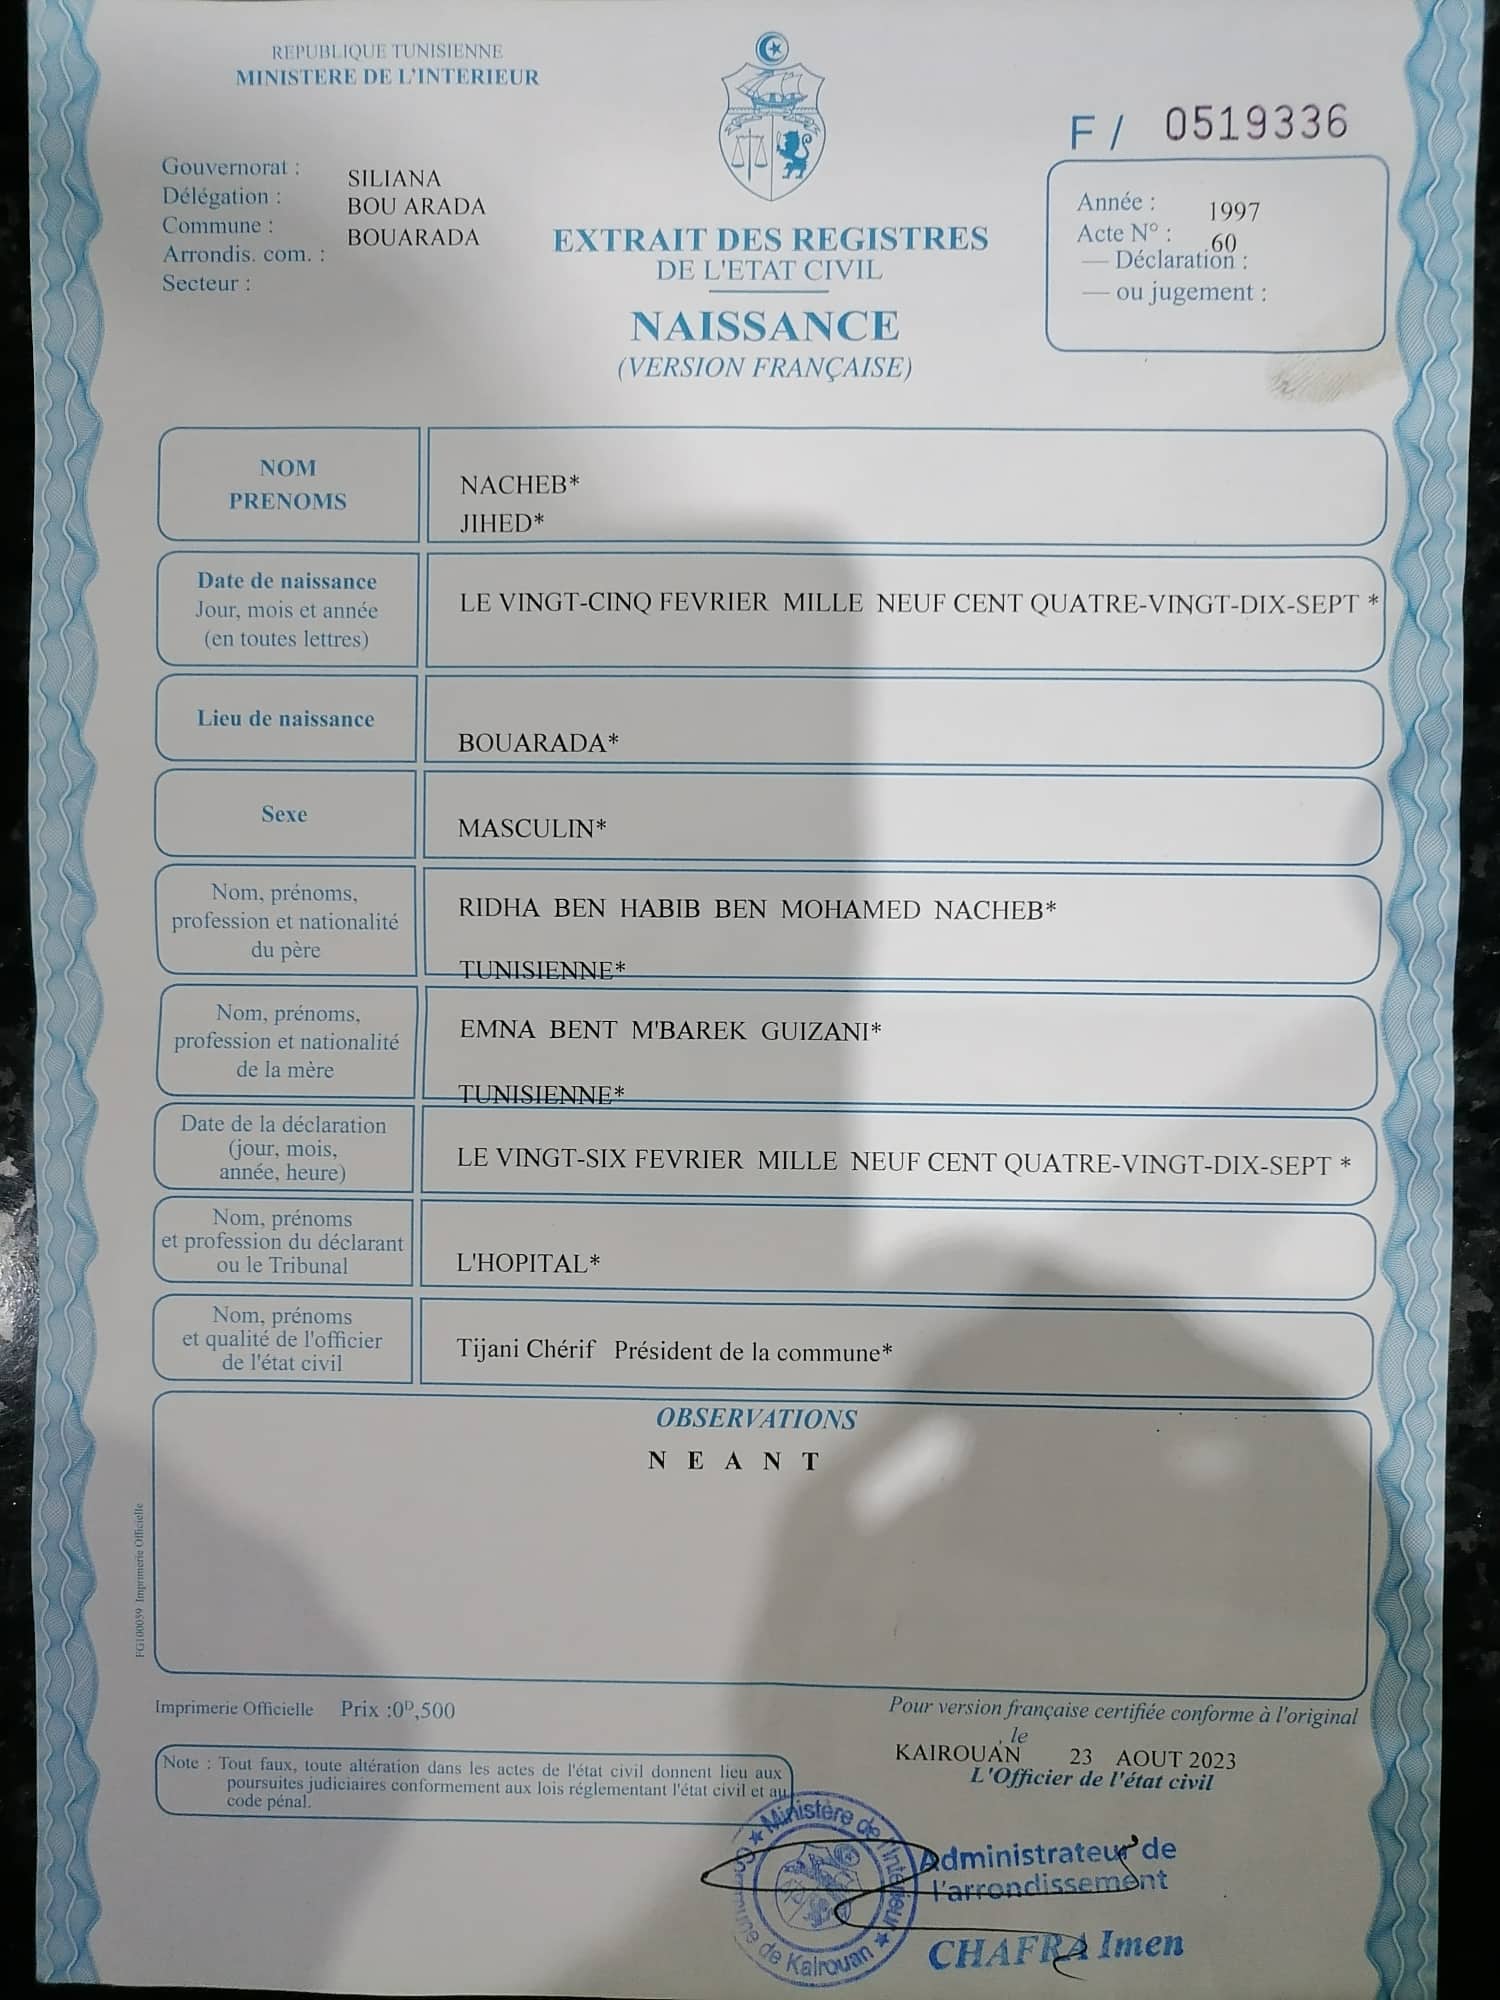 REPUBLIQUE TUNISIENNE
MINISTERE DE L'INTERIEUR
F / 0519336
Gouvernorat : SILIANA
Délégation : BOU ARADA
Commune : BOUARADA
Arrondis. com. :
Secteur :
EXTRAIT DES REGISTRES
DE L'ETAT CIVIL
NAISSANCE
(VERSION FRANÇAISE)
Année : 1997
Acte N° : 60
— Déclaration :
— ou jugement :
NOM
PRENOMS
NACHEB*
JIHED*
Date de naissance
Jour, mois et année
(en toutes lettres)
LE VINGT-CINQ FEVRIER MILLE NEUF CENT QUATRE-VINGT-DIX-SEPT *
Lieu de naissance
BOUARADA*
Sexe
MASCULIN*
Nom, prénoms,
profession et nationalité
du père
RIDHA BEN HABIB BEN MOHAMED NACHEB*
TUNISIENNE*
Nom, prénoms,
profession et nationalité
de la mère
EMNA BENT M'BAREK GUIZANI*
TUNISIENNE*
Date de la déclaration
(jour, mois,
année, heure)
LE VINGT-SIX FEVRIER MILLE NEUF CENT QUATRE-VINGT-DIX-SEPT *
Nom, prénoms
et profession du déclarant
ou le Tribunal
L'HOPITAL*
Nom, prénoms
et qualité de l'officier
de l'état civil
Tijani Chérif Président de la commune*
OBSERVATIONS
N E A N T
FG100059 Imprimerie Officielle
Imprimerie Officielle Prix :0ᴰ,500
Pour version française certifiée conforme à l'original
, le
KAIROUAN 23 AOUT 2023
L'Officier de l'état civil
Note : Tout faux, toute altération dans les actes de l'état civil donnent lieu aux
poursuites judiciaires conformement aux lois réglementant l'état civil et au
code pénal.
Ministère de l'Intérieur
Commune de Kairouan
Administrateur de
l'arrondissement
CHAFRA Imen